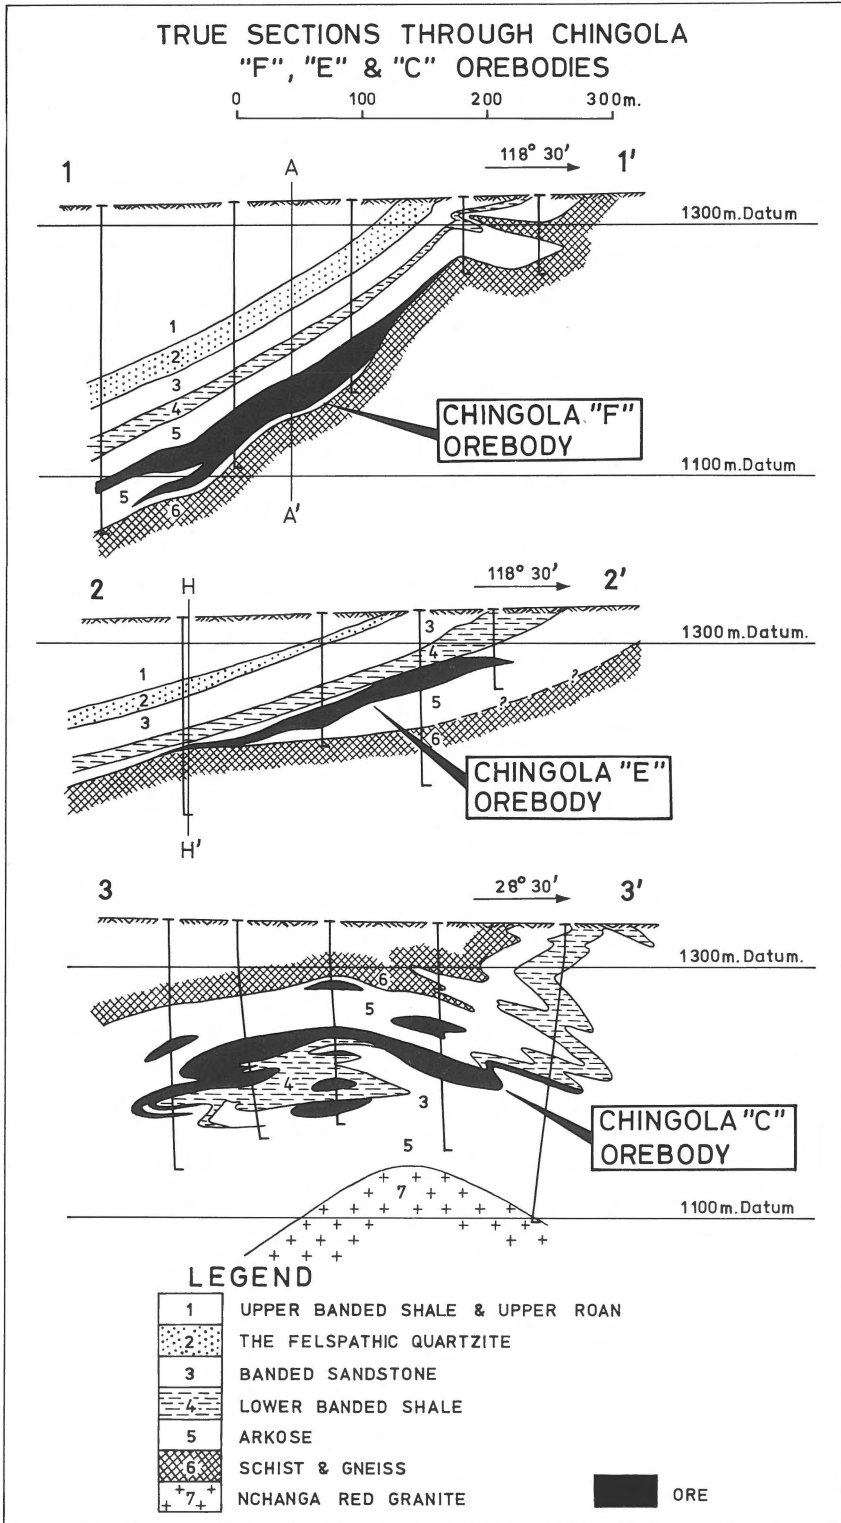 TRUE SECTIONS THROUGH CHINGOLA
"F", "E" & "C" OREBODIES
0 100 200 300m.
1 A 118° 30' 1'
1300m. Datum
1
2
3
4
5
CHINGOLA "F"
OREBODY
1100m. Datum
5
6
A'
2 H 118° 30' 2'
3
1300m. Datum.
4
1
2
3
5
? ?
6
CHINGOLA "E"
OREBODY
H'
3 28° 30' 3'
1300m. Datum.
6
5
4
3
CHINGOLA "C"
OREBODY
5
7
1100m. Datum
LEGEND
1 UPPER BANDED SHALE & UPPER ROAN
2 THE FELSPATHIC QUARTZITE
3 BANDED SANDSTONE
4 LOWER BANDED SHALE
5 ARKOSE
6 SCHIST & GNEISS
7 NCHANGA RED GRANITE
ORE